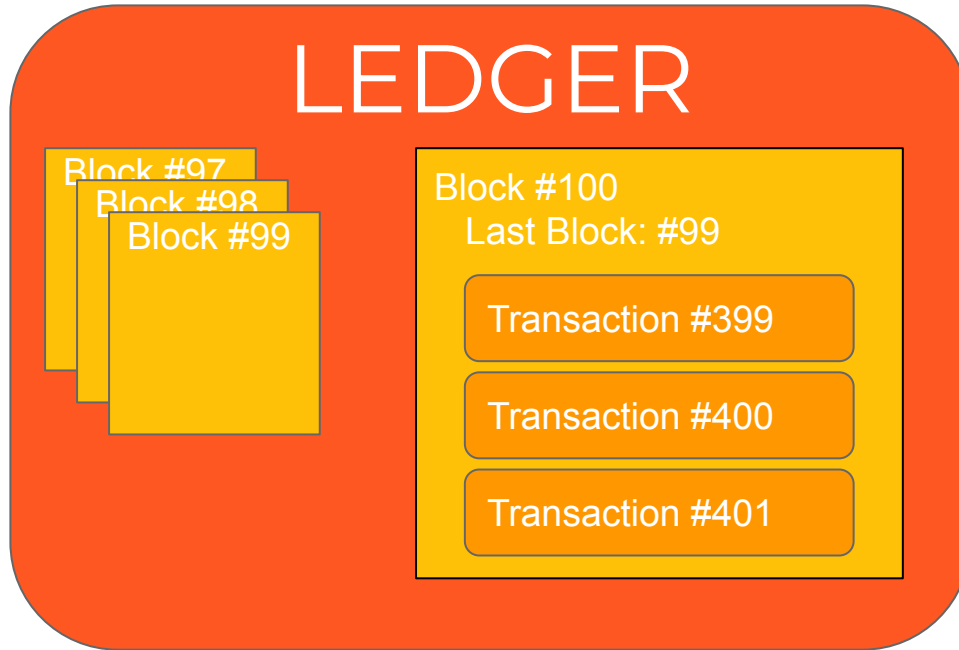 LEDGER
Block #97
Block #98
Block #99
Block #100
Last Block: #99
Transaction #399
Transaction #400
Transaction #401